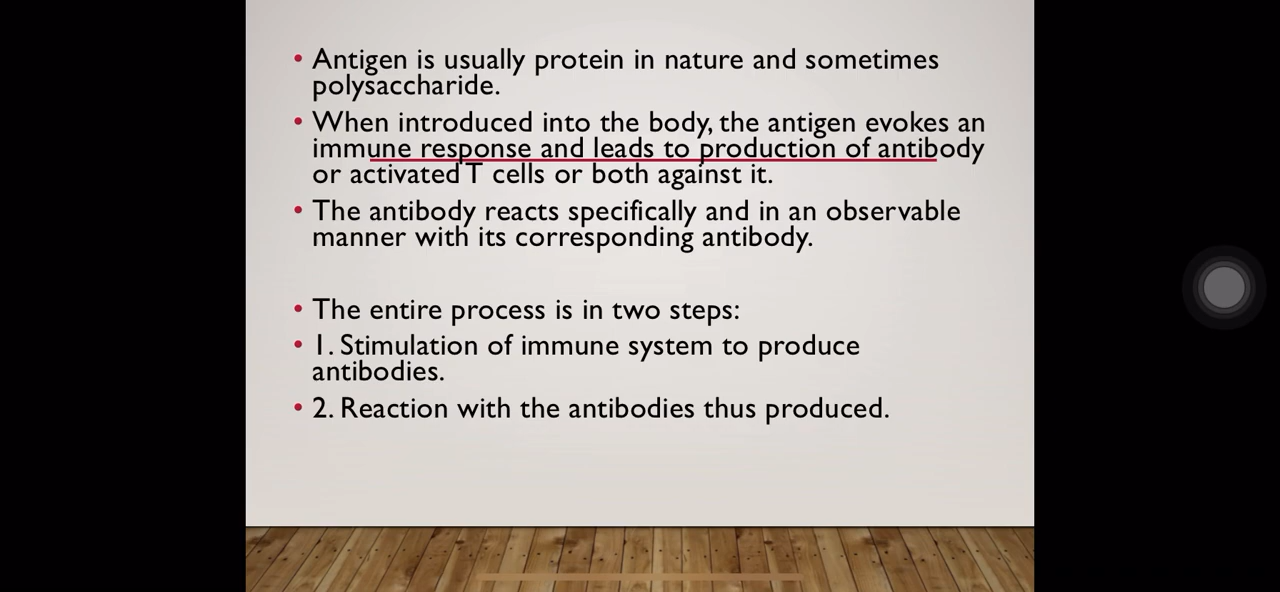 • Antigen is usually protein in nature and sometimes
polysaccharide.
• When introduced into the body, the antigen evokes an
immune response and leads to production of antibody
or activated T cells or both against it.
• The antibody reacts specifically and in an observable
manner with its corresponding antibody.
• The entire process is in two steps:
• 1. Stimulation of immune system to produce
antibodies.
• 2. Reaction with the antibodies thus produced.